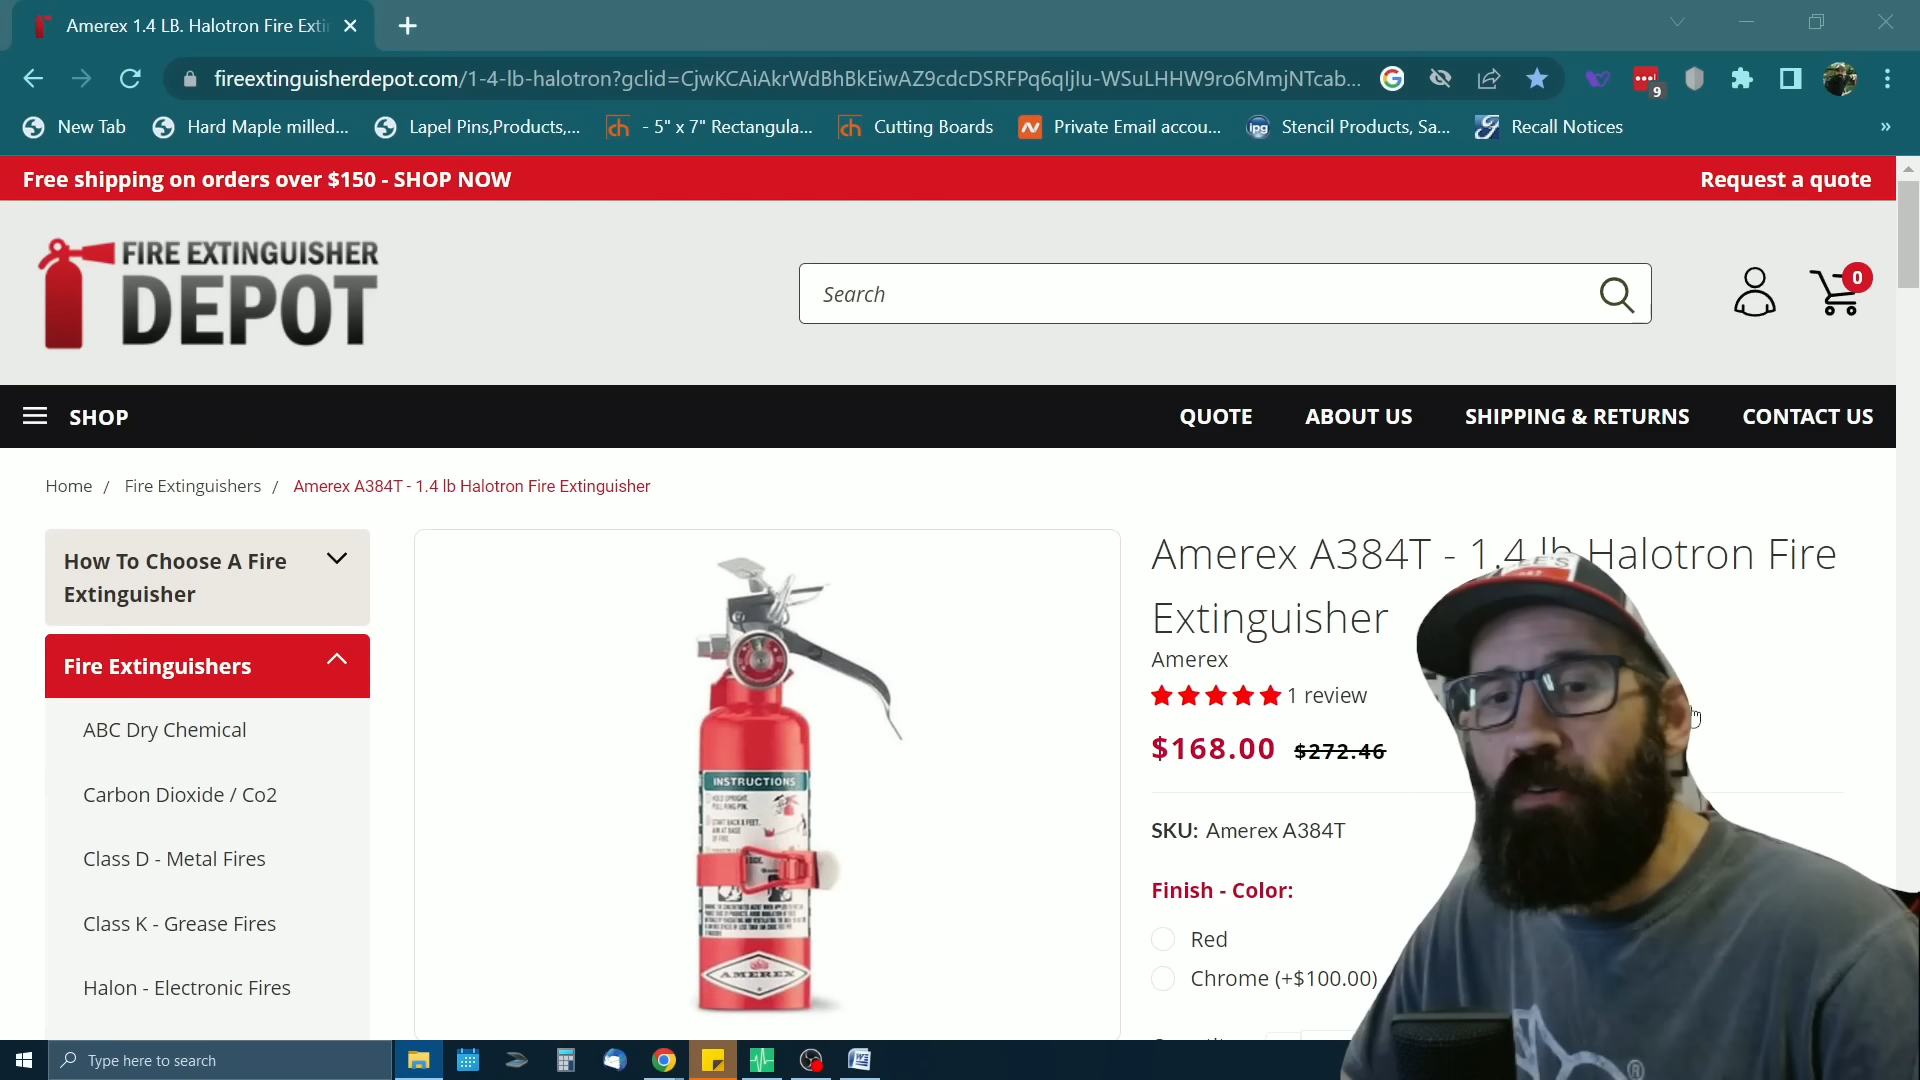 Amerex 1.4 LB. Halotron Fire Exti
fireextinguisherdepot.com/1-4-lb-halotron?gclid=CjwKCAiAkrWdBhBkEiwAZ9cdcDSRFPq6qIjIu-WSuLHHW9ro6MmjNTcab...
9
New Tab
Hard Maple milled...
Lapel Pins,Products,...
- 5" x 7" Rectangula...
Cutting Boards
Private Email accou...
Stencil Products, Sa...
Recall Notices
»
Free shipping on orders over $150 - SHOP NOW
Request a quote
FIRE EXTINGUISHER
DEPOT
Search
0
SHOP
QUOTE
ABOUT US
SHIPPING & RETURNS
CONTACT US
Home / Fire Extinguishers / Amerex A384T - 1.4 lb Halotron Fire Extinguisher
How To Choose A Fire
Extinguisher
Fire Extinguishers
ABC Dry Chemical
Carbon Dioxide / Co2
Class D - Metal Fires
Class K - Grease Fires
Halon - Electronic Fires
INSTRUCTIONS
AMEREX
Amerex A384T - 1.4 lb Halotron Fire
Extinguisher
Amerex
1 review
$168.00 $272.46
SKU: Amerex A384T
Finish - Color:
Red
Chrome (+$100.00)
Type here to search